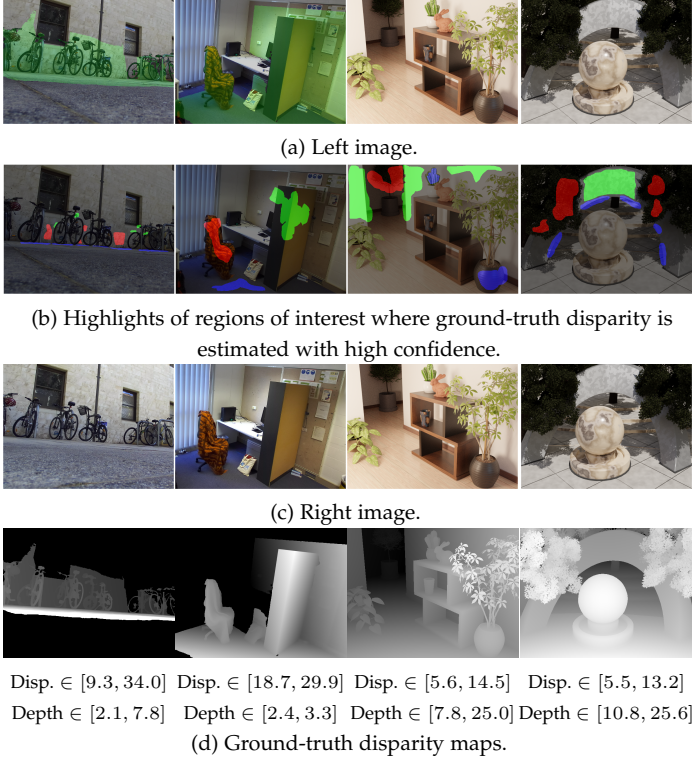 (a) Left image.
(b) Highlights of regions of interest where ground-truth disparity is
estimated with high confidence.
(c) Right image.
Disp. ∈ [9.3, 34.0] Disp. ∈ [18.7, 29.9] Disp. ∈ [5.6, 14.5] Disp. ∈ [5.5, 13.2]
Depth ∈ [2.1, 7.8] Depth ∈ [2.4, 3.3] Depth ∈ [7.8, 25.0] Depth ∈ [10.8, 25.6]
(d) Ground-truth disparity maps.